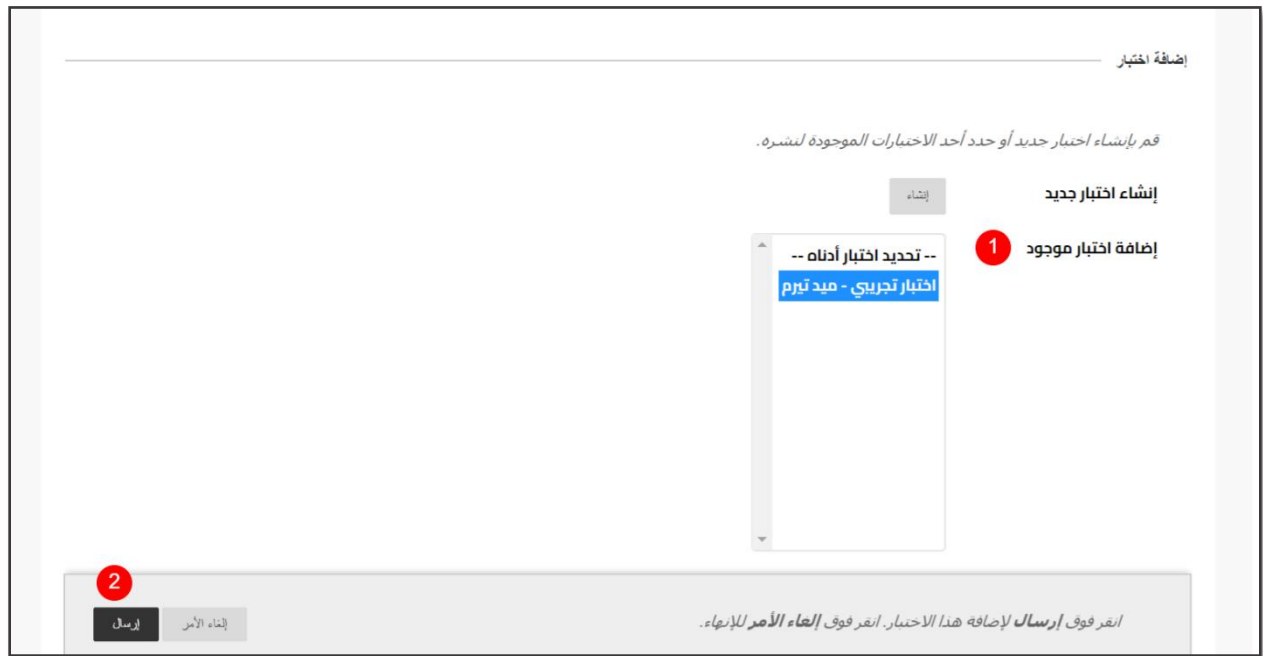 إضافة اختبار
قم بإنشاء اختبار جديد أو حدد أحد الاختبارات الموجودة لنشره.
إنشاء اختبار جديد
إنشاء
إضافة اختبار موجود
1
-- تحديد اختبار أدناه --
اختبار تجريبي - ميد تيرم
2
انقر فوق إرسال لإضافة هذا الاختبار. انقر فوق إلغاء الأمر للإنهاء.
إلغاء الأمر
إرسال